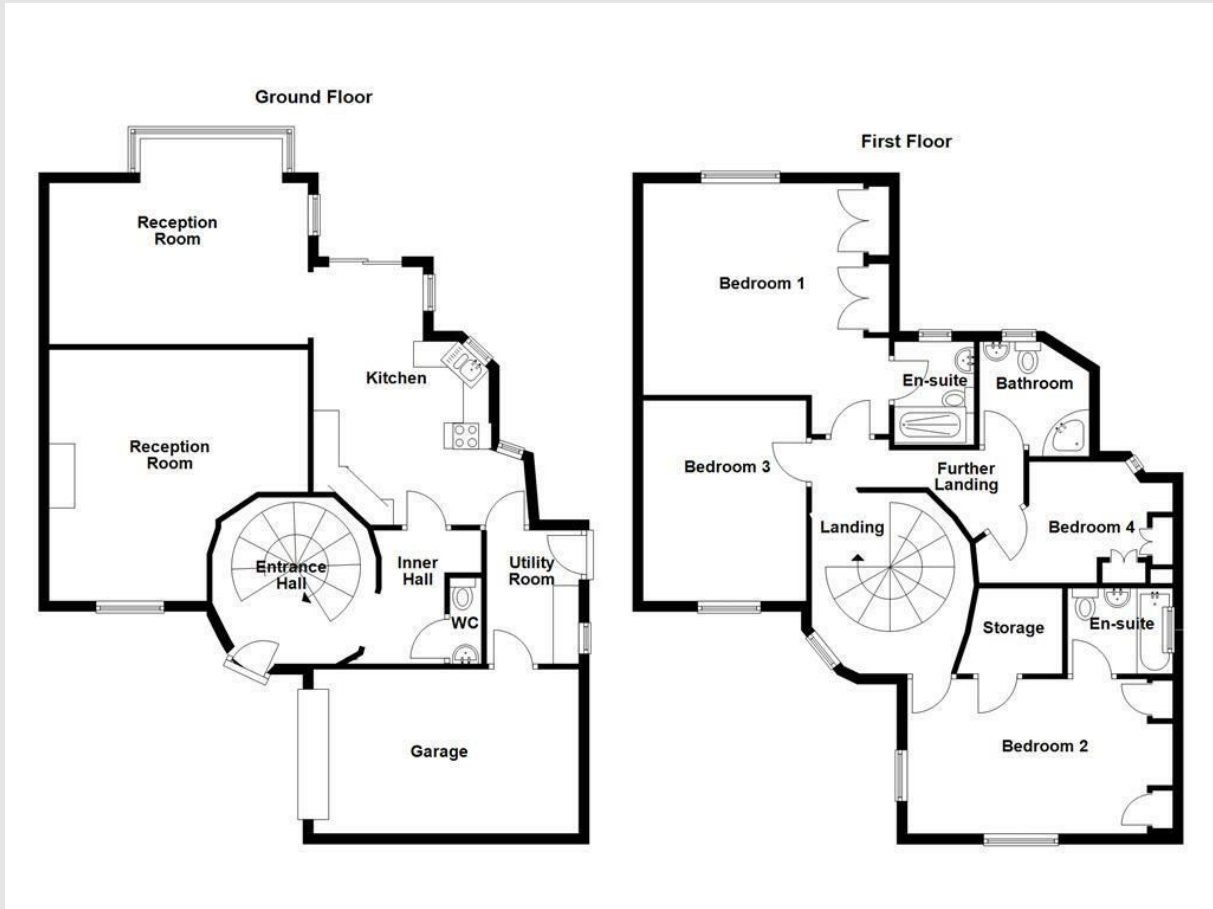 Ground Floor
Reception
Room
Kitchen
Reception
Room
Entrance
Hall
Inner
Hall
Utility
Room
WC
Garage
First Floor
Bedroom 1
En-suite
Bathroom
Bedroom 3
Further
Landing
Landing
Bedroom 4
Storage
En-suite
Bedroom 2